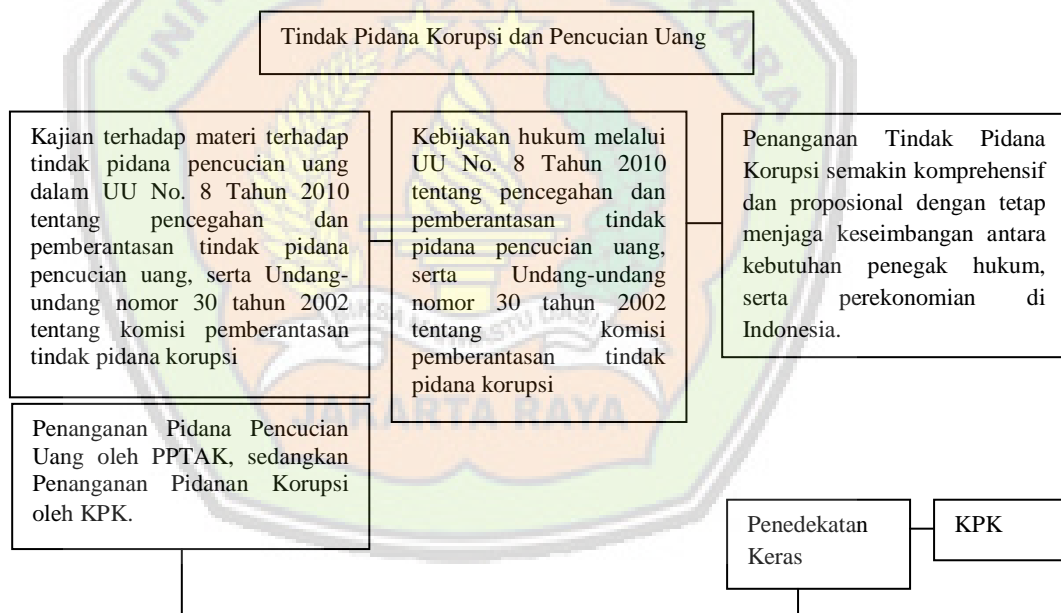 Tindak Pidana Korupsi dan Pencucian Uang
Kajian terhadap materi terhadap
tindak pidana pencucian uang
dalam UU No. 8 Tahun 2010
tentang pencegahan dan
pemberantasan tindak pidana
pencucian uang, serta Undang-
undang nomor 30 tahun 2002
tentang komisi pemberantasan
tindak pidana korupsi
Kebijakan hukum melalui
UU No. 8 Tahun 2010
tentang pencegahan dan
pemberantasan tindak
pidana pencucian uang,
serta Undang-undang
nomor 30 tahun 2002
tentang komisi
pemberantasan tindak
pidana korupsi
Penanganan Tindak Pidana
Korupsi semakin komprehensif
dan proposional dengan tetap
menjaga keseimbangan antara
kebutuhan penegak hukum,
serta perekonomian di
Indonesia.
Penanganan Pidana Pencucian
Uang oleh PPTAK, sedangkan
Penanganan Pidanan Korupsi
oleh KPK.
Penedekatan
Keras
KPK
JAKARTA RAYA